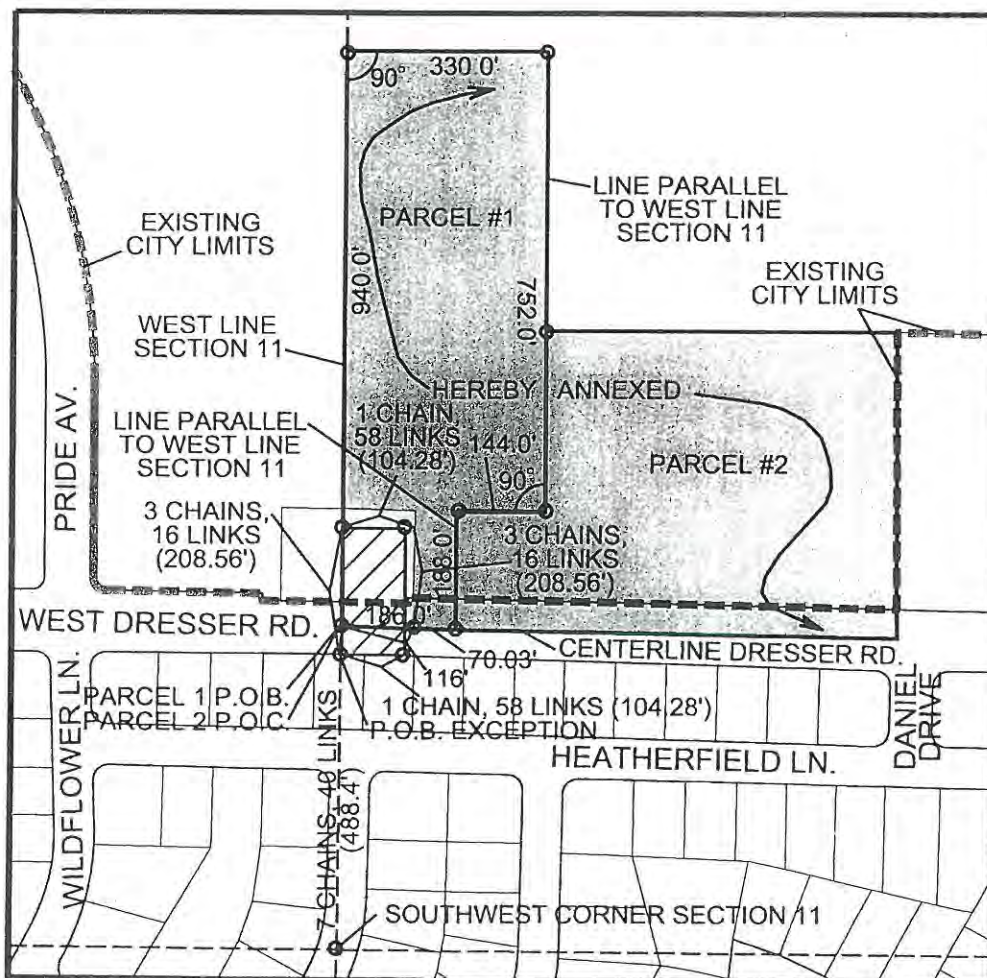 330.0'
90°
PARCEL #1
LINE PARALLEL
TO WEST LINE
SECTION 11
EXISTING
CITY LIMITS
940.0'
752.0'
EXISTING
CITY LIMITS
WEST LINE
SECTION 11
PRIDE AV.
HEREBY ANNEXED
1 CHAIN
58 LINKS
(104.28')
LINE PARALLEL
TO WEST LINE
SECTION 11
144.0'
90°
PARCEL #2
3 CHAINS,
16 LINKS
(208.56')
3 CHAINS,
16 LINKS
(208.56')
188.0'
WEST DRESSER RD.
70.03'
CENTERLINE DRESSER RD.
116'
PARCEL 1 P.O.B.
PARCEL 2 P.O.C.
1 CHAIN, 58 LINKS (104.28')
P.O.B. EXCEPTION
DANIEL
DRIVE
HEATHERFIELD LN.
WILDFLOWER LN.
7 CHAINS, 40 LINKS
(488.4')
SOUTHWEST CORNER SECTION 11